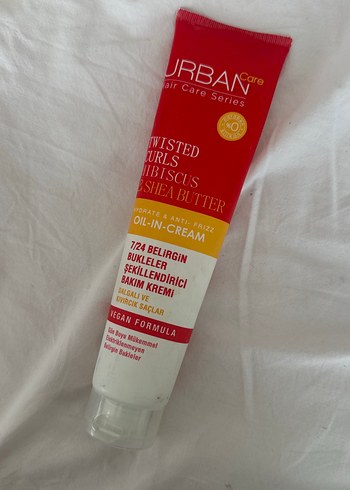 URBAN Care
Hair Care Series
%0
TWISTED
CURLS
HIBISCUS
& SHEA BUTTER
HYDRATE & ANTI-FRIZZ
OIL-IN-CREAM
7/24 BELİRGİN
BUKLELER
ŞEKİLLENDİRİCİ
BAKIM KREMİ
DALGALI VE
KIVIRCIK SAÇLAR
VEGAN FORMULA
Gün Boyu Mükemmel
Elektriklenmeyen
Belirgin Bukleler